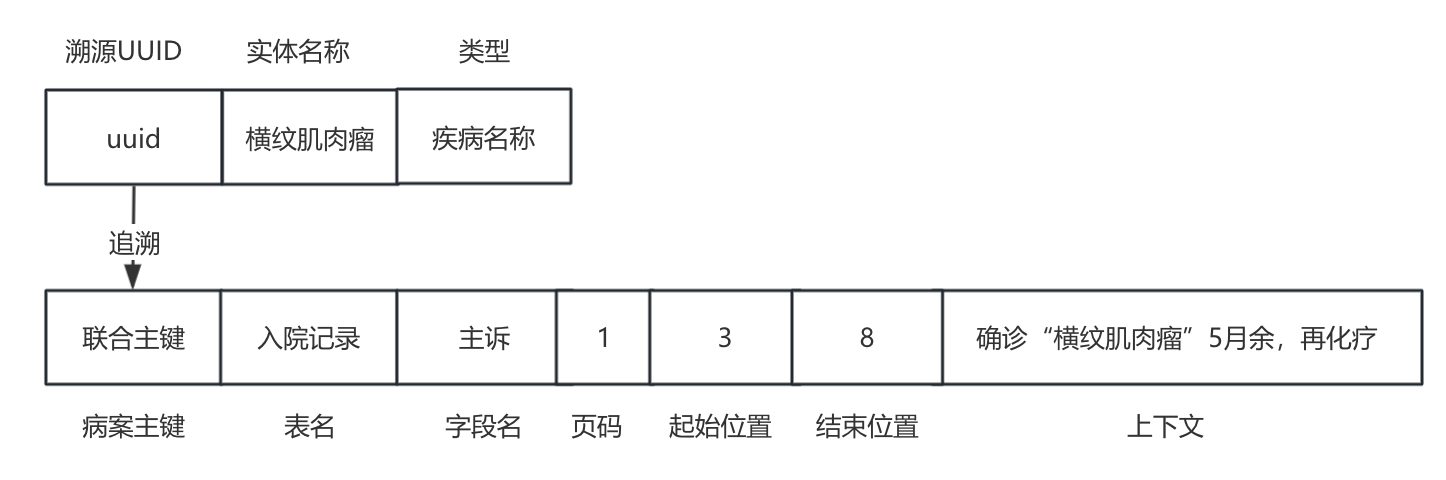 溯源UUID 实体名称 类型
uuid 横纹肌肉瘤 疾病名称
追溯
联合主键 入院记录 主诉 1 3 8 确诊“横纹肌肉瘤”5月余，再化疗
病案主键 表名 字段名 页码 起始位置 结束位置 上下文